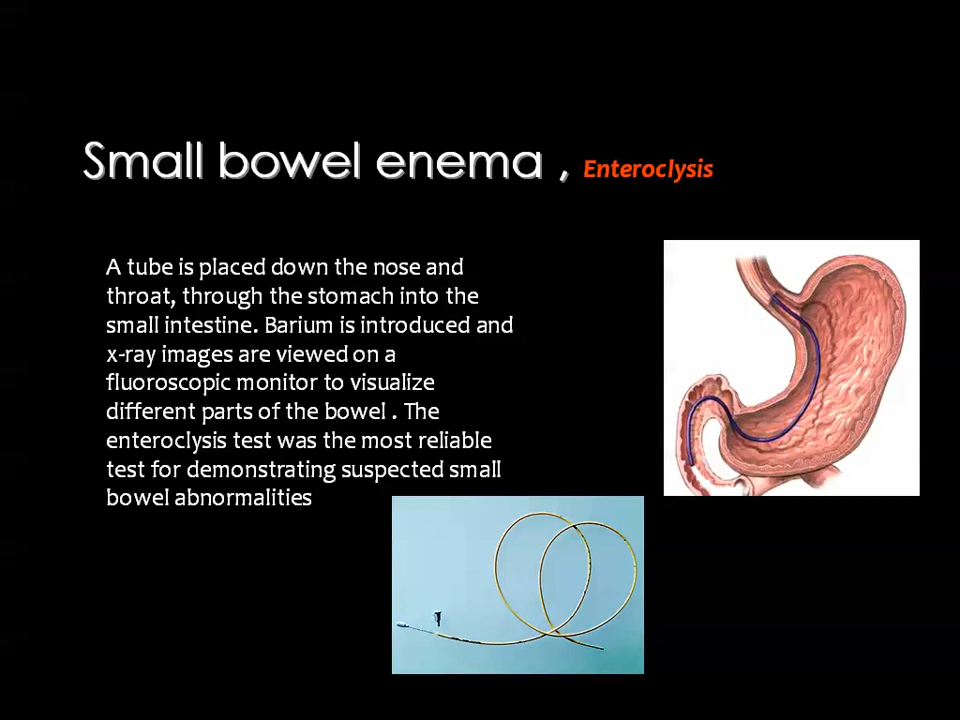 Small bowel enema , Enteroclysis
A tube is placed down the nose and
throat, through the stomach into the
small intestine. Barium is introduced and
x-ray images are viewed on a
fluoroscopic monitor to visualize
different parts of the bowel . The
enteroclysis test was the most reliable
test for demonstrating suspected small
bowel abnormalities